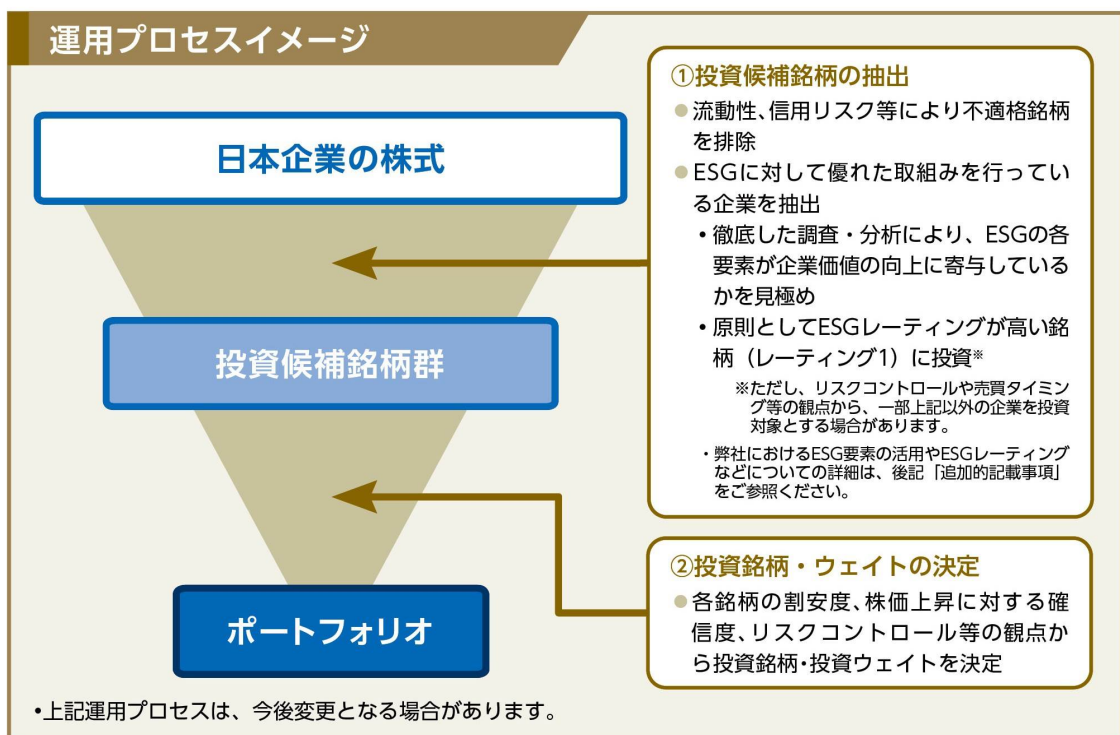 運用プロセスイメージ
日本企業の株式
投資候補銘柄群
ポートフォリオ
①投資候補銘柄の抽出
●流動性、信用リスク等により不適格銘柄
を排除
●ESGに対して優れた取組みを行ってい
る企業を抽出
•徹底した調査・分析により、ESGの各
要素が企業価値の向上に寄与している
かを見極め
•原則としてESGレーティングが高い銘
柄（レーティング1）に投資※
※ただし、リスクコントロールや売買タイミン
グ等の観点から、一部上記以外の企業を投資
対象とする場合があります。
・弊社におけるESG要素の活用やESGレーティング
などについての詳細は、後記「追加的記載事項」
をご参照ください。
②投資銘柄・ウェイトの決定
●各銘柄の割安度、株価上昇に対する確
信度、リスクコントロール等の観点か
ら投資銘柄・投資ウェイトを決定
•上記運用プロセスは、今後変更となる場合があります。